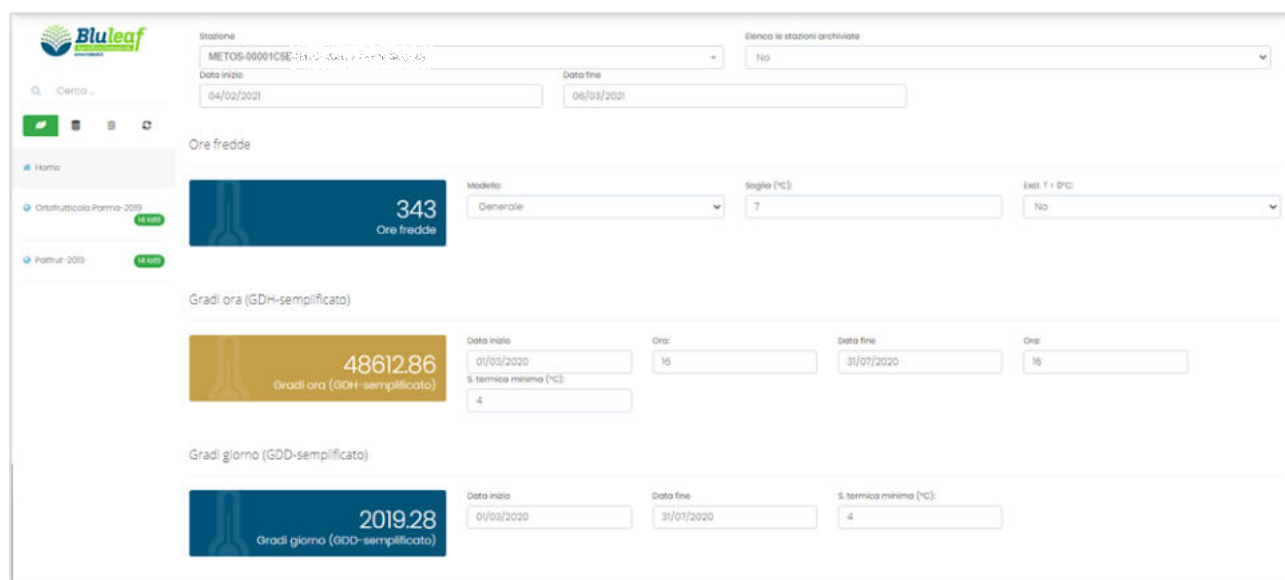 Bluleaf
Stazione
Elenca le stazioni archiviate
METOS-00001C5E
No
Data inizio
Data fine
04/02/2021
06/03/2021
Cerca ...
Home
Ortofrutticola Parma-2019
14 lotti
Patfrut-2019
14 lotti
Ore fredde
343
Ore fredde
Modello:
Generale
Soglia (°C):
7
Escl. T < 0°C:
No
Gradi ora (GDH-semplificato)
48612.86
Gradi ora (GDH-semplificato)
Data inizio
Ora:
Data fine
Ora:
01/03/2020
16
31/07/2020
16
S. termica minima (°C):
4
Gradi giorno (GDD-semplificato)
2019.28
Gradi giorno (GDD-semplificato)
Data inizio
Data fine
S. termica minima (°C):
01/03/2020
31/07/2020
4